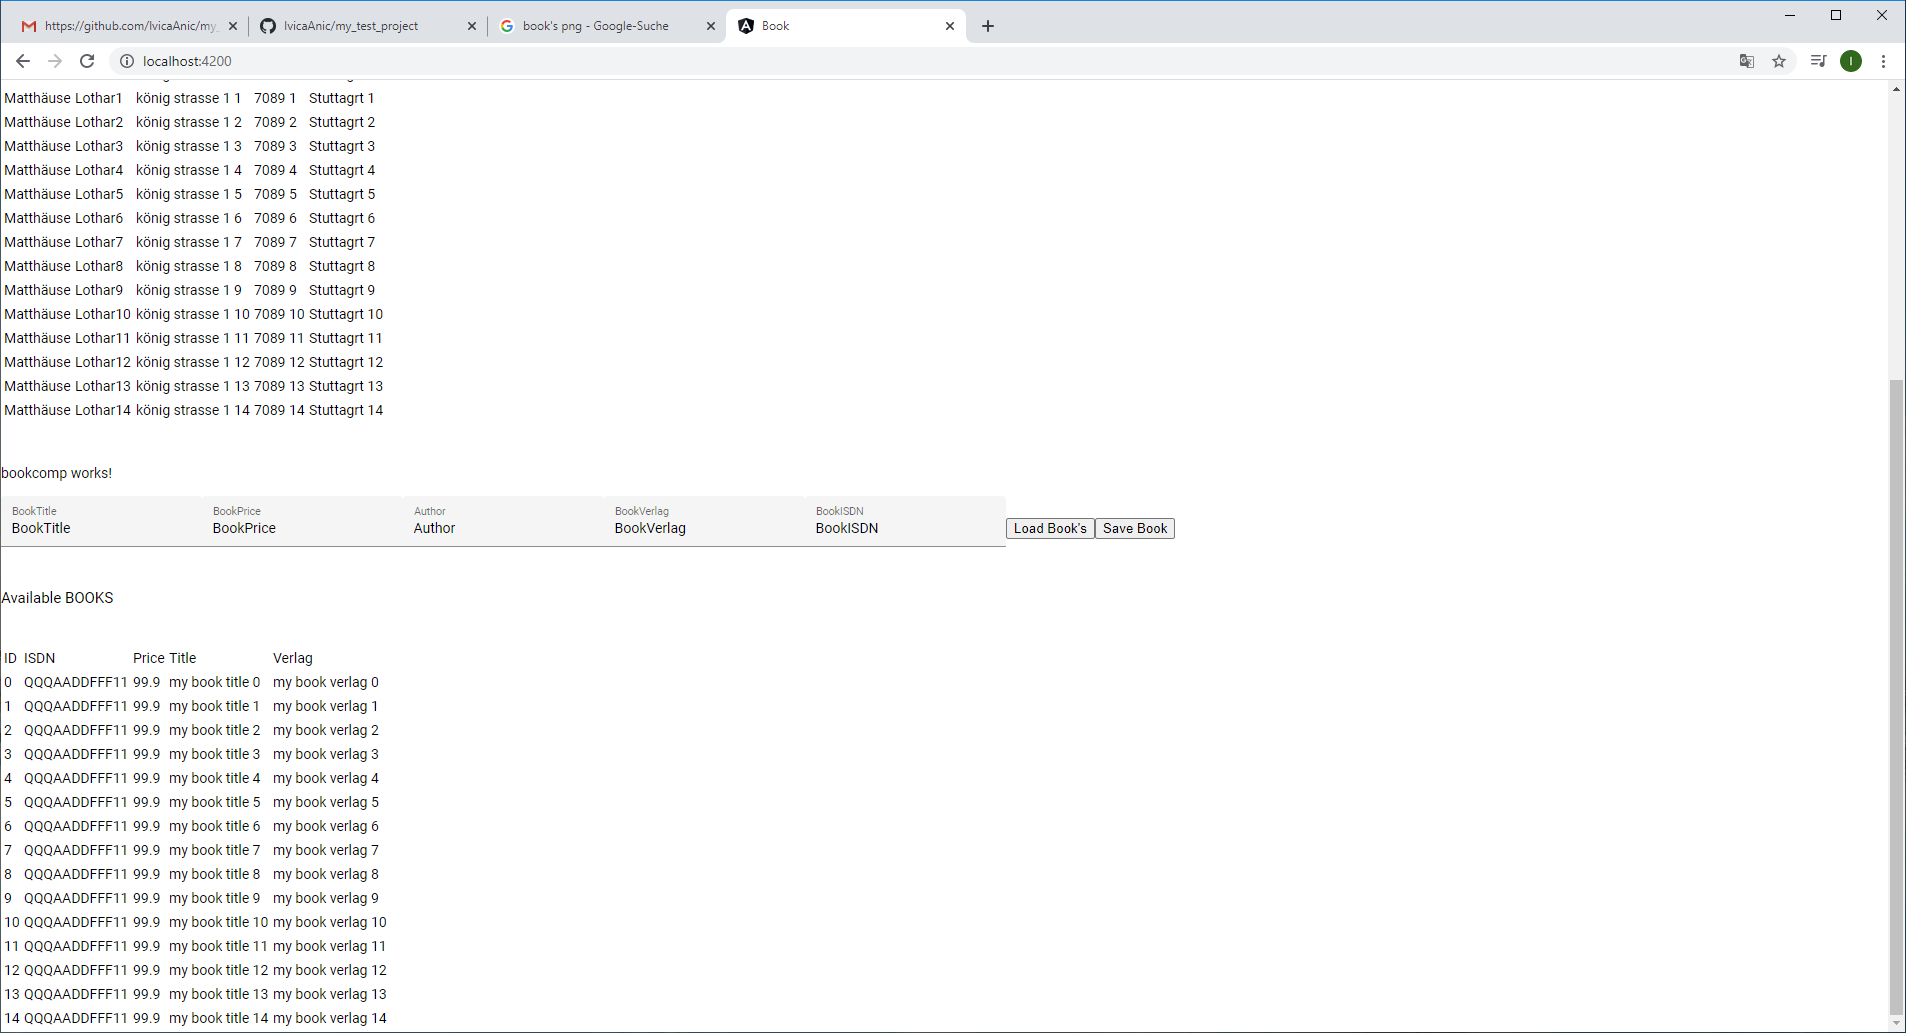 https://github.com/IvicaAnic/my_
IvicaAnic/my_test_project
book's png - Google-Suche
Book
localhost:4200
I
Matthäuse Lothar1 könig strasse 1 1 7089 1 Stuttagrt 1
Matthäuse Lothar2 könig strasse 1 2 7089 2 Stuttagrt 2
Matthäuse Lothar3 könig strasse 1 3 7089 3 Stuttagrt 3
Matthäuse Lothar4 könig strasse 1 4 7089 4 Stuttagrt 4
Matthäuse Lothar5 könig strasse 1 5 7089 5 Stuttagrt 5
Matthäuse Lothar6 könig strasse 1 6 7089 6 Stuttagrt 6
Matthäuse Lothar7 könig strasse 1 7 7089 7 Stuttagrt 7
Matthäuse Lothar8 könig strasse 1 8 7089 8 Stuttagrt 8
Matthäuse Lothar9 könig strasse 1 9 7089 9 Stuttagrt 9
Matthäuse Lothar10 könig strasse 1 10 7089 10 Stuttagrt 10
Matthäuse Lothar11 könig strasse 1 11 7089 11 Stuttagrt 11
Matthäuse Lothar12 könig strasse 1 12 7089 12 Stuttagrt 12
Matthäuse Lothar13 könig strasse 1 13 7089 13 Stuttagrt 13
Matthäuse Lothar14 könig strasse 1 14 7089 14 Stuttagrt 14
bookcomp works!
BookTitle BookPrice Author BookVerlag BookISDN
BookTitle BookPrice Author BookVerlag BookISDN Load Book's Save Book
Available BOOKS
ID ISDN Price Title Verlag
0 QQQAADDFFF11 99.9 my book title 0 my book verlag 0
1 QQQAADDFFF11 99.9 my book title 1 my book verlag 1
2 QQQAADDFFF11 99.9 my book title 2 my book verlag 2
3 QQQAADDFFF11 99.9 my book title 3 my book verlag 3
4 QQQAADDFFF11 99.9 my book title 4 my book verlag 4
5 QQQAADDFFF11 99.9 my book title 5 my book verlag 5
6 QQQAADDFFF11 99.9 my book title 6 my book verlag 6
7 QQQAADDFFF11 99.9 my book title 7 my book verlag 7
8 QQQAADDFFF11 99.9 my book title 8 my book verlag 8
9 QQQAADDFFF11 99.9 my book title 9 my book verlag 9
10 QQQAADDFFF11 99.9 my book title 10 my book verlag 10
11 QQQAADDFFF11 99.9 my book title 11 my book verlag 11
12 QQQAADDFFF11 99.9 my book title 12 my book verlag 12
13 QQQAADDFFF11 99.9 my book title 13 my book verlag 13
14 QQQAADDFFF11 99.9 my book title 14 my book verlag 14